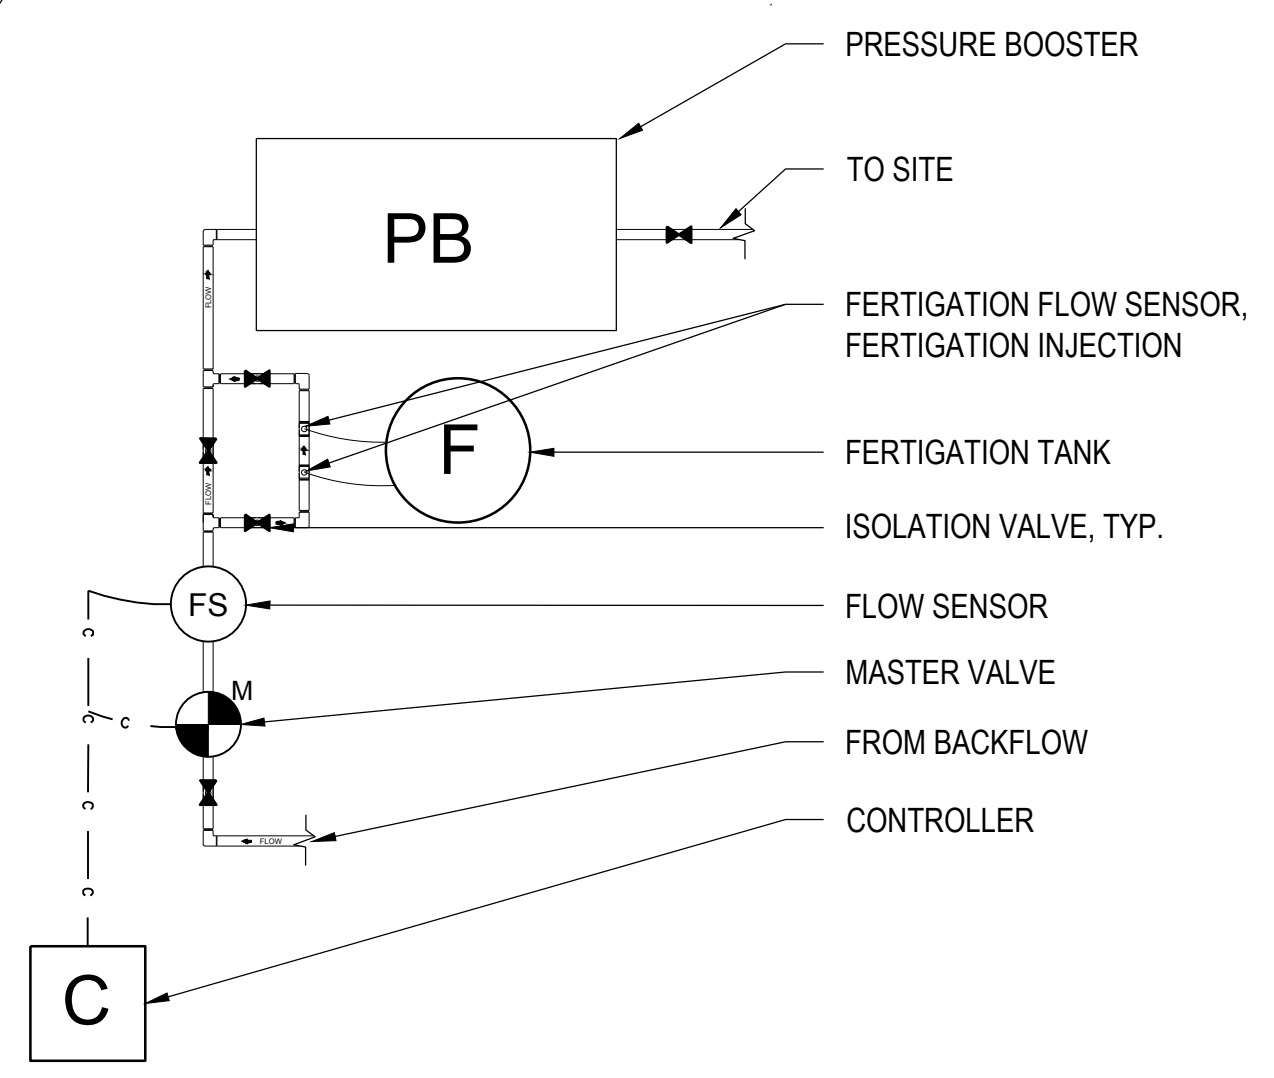 PRESSURE BOOSTER
TO SITE
PB
FLOW
FERTIGATION FLOW SENSOR,
FERTIGATION INJECTION
F
FERTIGATION TANK
FLOW
ISOLATION VALVE, TYP.
FS
FLOW SENSOR
C
M
MASTER VALVE
C
C
FROM BACKFLOW
C
FLOW
CONTROLLER
C
C